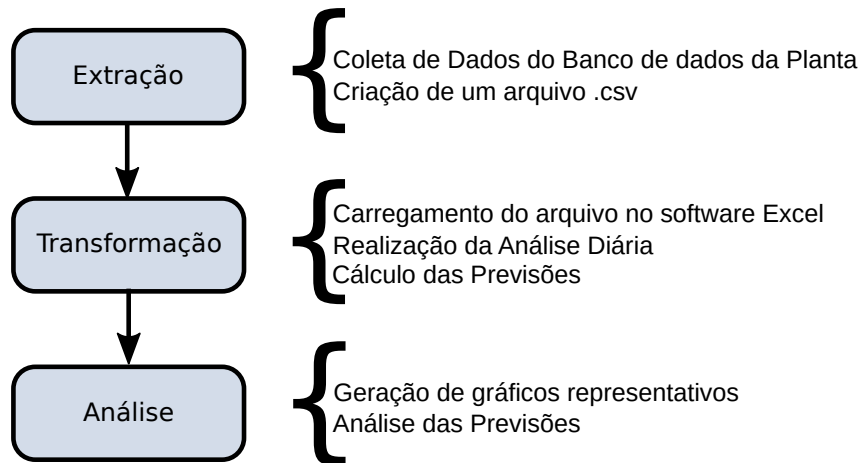 Extração
Coleta de Dados do Banco de dados da Planta
Criação de um arquivo .csv
Transformação
Carregamento do arquivo no software Excel
Realização da Análise Diária
Cálculo das Previsões
Análise
Geração de gráficos representativos
Análise das Previsões